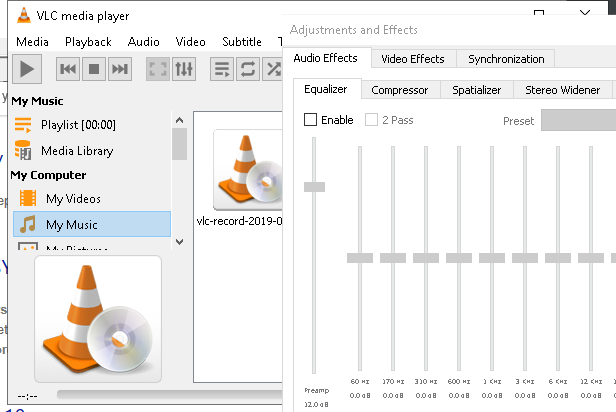 VLC media player
Media Playback Audio Video Subtitle T
My Music
Playlist [00:00]
Media Library
My Computer
My Videos
My Music
vlc-record-2019-0
--:--
Adjustments and Effects
Audio Effects Video Effects Synchronization
Equalizer Compressor Spatializer Stereo Widener
Enable 2 Pass Preset
60 Hz 170 Hz 310 Hz 600 Hz 1 KHz 3 KHz 6 KHz 12 KHz
0.0 dB 0.0 dB 0.0 dB 0.0 dB 0.0 dB 0.0 dB 0.0 dB 0.0 dB
Preamp
12.0 dB